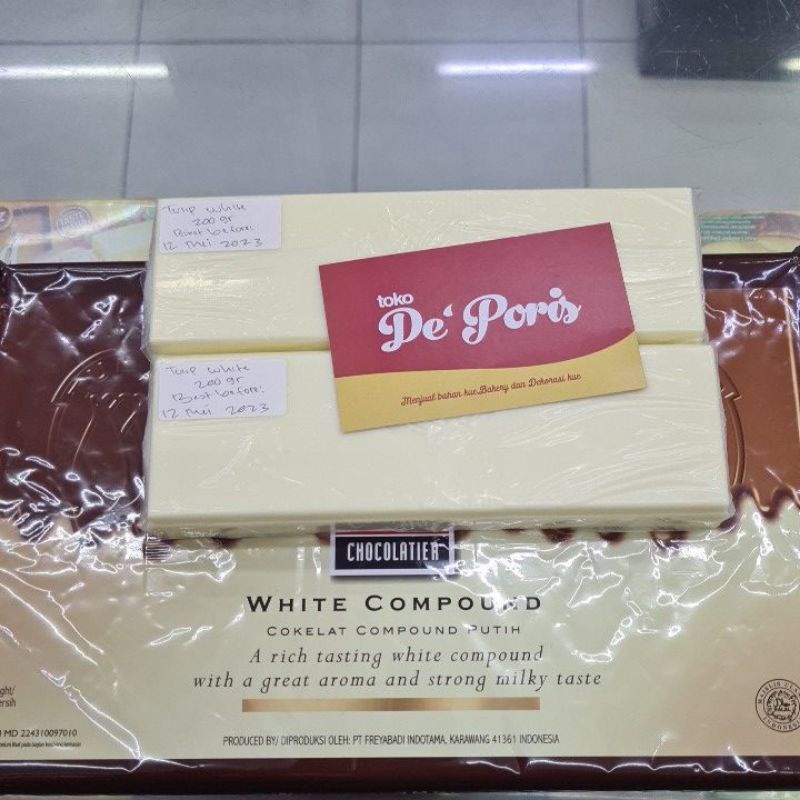 Tulip White
200 gr
Best before:
12 Mei 2023
toko
De' Poris
Menjual bahan kue, Bakery dan Dekorasi kue
Tulip White
200 gr
Best before:
12 Mei 2023
CHOCOLATIER
WHITE COMPOUND
COKELAT COMPOUND PUTIH
A rich tasting white compound
with a great aroma and strong milky taste
PRODUCED BY/ DIPRODUKSI OLEH: PT FREYABADI INDOTAMA, KARAWANG 41361 INDONESIA
ght/
ersih
MD 224310097010
INDONESIA